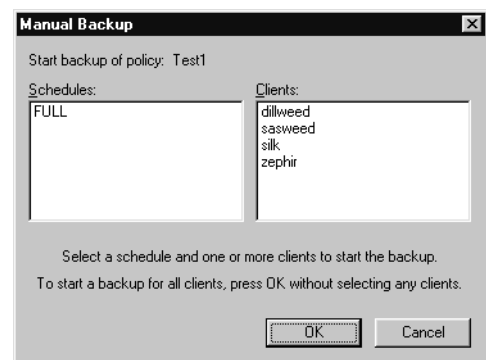 Manual Backup
Start backup of policy: Test1
Schedules:
FULL
Clients:
dillweed
sasweed
silk
zephir
Select a schedule and one or more clients to start the backup.
To start a backup for all clients, press OK without selecting any clients.
OK
Cancel